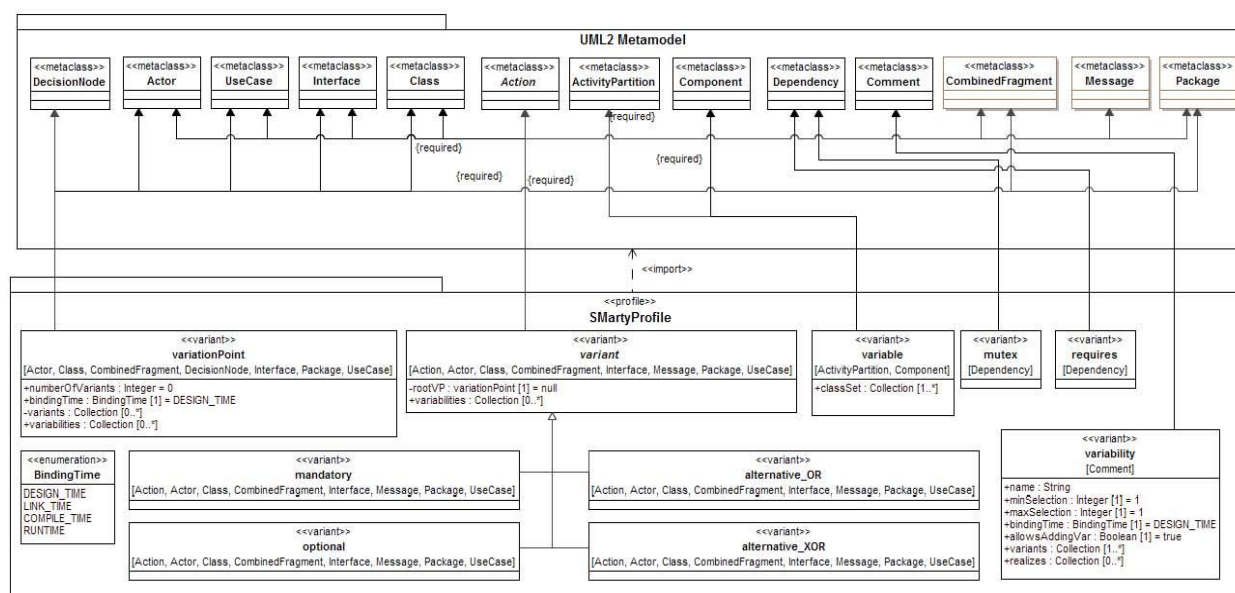 UML2 Metamodel
<<metaclass>>
DecisionNode
<<metaclass>>
Actor
<<metaclass>>
UseCase
<<metaclass>>
Interface
<<metaclass>>
Class
<<metaclass>>
Action
<<metaclass>>
ActivityPartition
<<metaclass>>
Component
<<metaclass>>
Dependency
<<metaclass>>
Comment
<<metaclass>>
CombinedFragment
<<metaclass>>
Message
<<metaclass>>
Package
{required}
{required}
{required}
{required}
{required}
<<import>>
<<profile>>
SMartyProfile
<<variant>>
variationPoint
[Actor, Class, CombinedFragment, DecisionNode, Interface, Package, UseCase]
+numberOfVariants : Integer = 0
+bindingTime : BindingTime [1] = DESIGN_TIME
-variants : Collection [0..*]
+variabilities : Collection [0..*]
<<variant>>
variant
[Action, Actor, Class, CombinedFragment, Interface, Message, Package, UseCase]
-rootVP : variationPoint [1] = null
+variabilities : Collection [0..*]
<<variant>>
variable
[ActivityPartition, Component]
+classSet : Collection [1..*]
<<variant>>
mutex
[Dependency]
<<variant>>
requires
[Dependency]
<<enumeration>>
BindingTime
DESIGN_TIME
LINK_TIME
COMPILE_TIME
RUNTIME
<<variant>>
mandatory
[Action, Actor, Class, CombinedFragment, Interface, Message, Package, UseCase]
<<variant>>
alternative_OR
[Action, Actor, Class, CombinedFragment, Interface, Message, Package, UseCase]
<<variant>>
optional
[Action, Actor, Class, CombinedFragment, Interface, Message, Package, UseCase]
<<variant>>
alternative_XOR
[Action, Actor, Class, CombinedFragment, Interface, Message, Package, UseCase]
<<variant>>
variability
[Comment]
+name : String
+minSelection : Integer [1] = 1
+maxSelection : Integer [1] = 1
+bindingTime : BindingTime [1] = DESIGN_TIME
+allowsAddingVar : Boolean [1] = true
+variants : Collection [1..*]
+realizes : Collection [0..*]